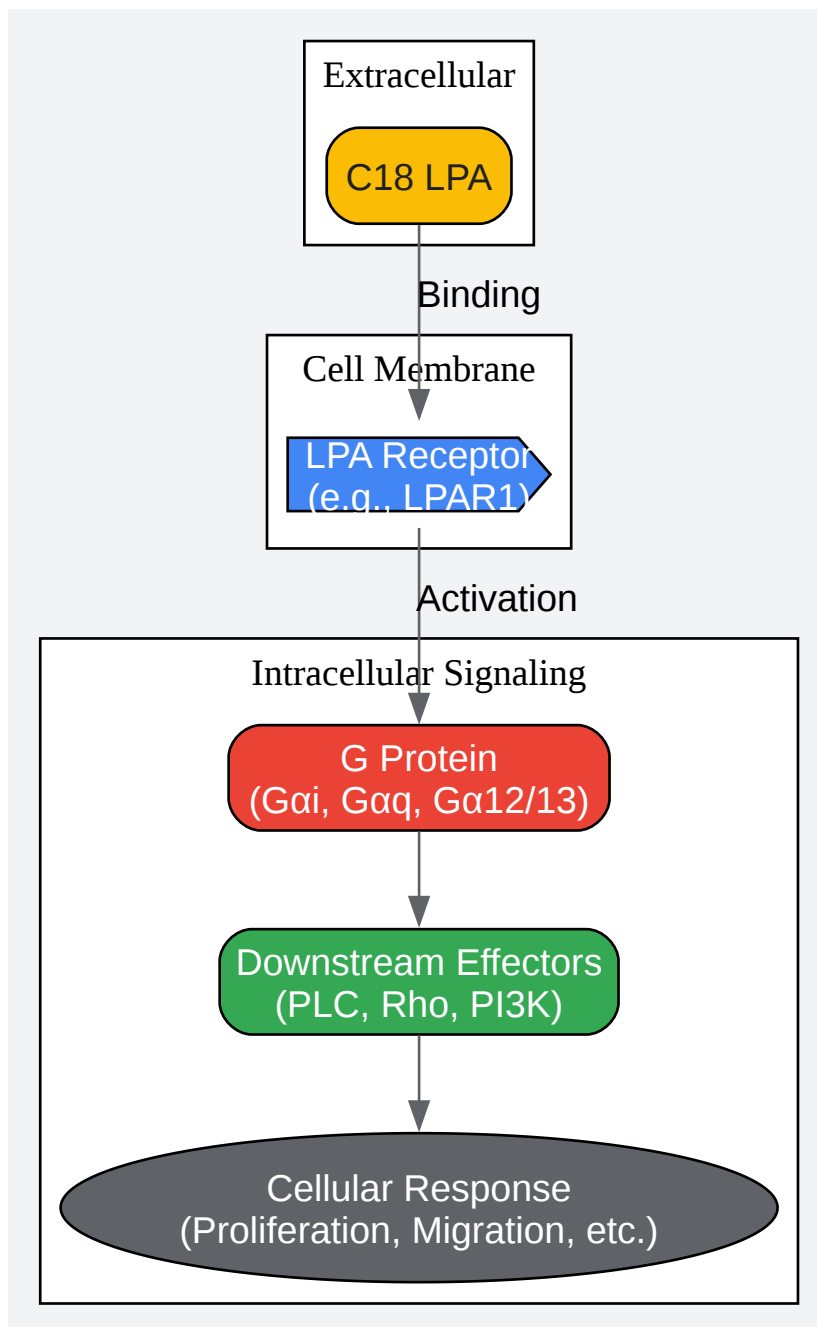 Extracellular
C18 LPA
Binding
Cell Membrane
LPA Receptor
(e.g., LPAR1)
Activation
Intracellular Signaling
G Protein
(Gαi, Gαq, Gα12/13)
Downstream Effectors
(PLC, Rho, PI3K)
Cellular Response
(Proliferation, Migration, etc.)